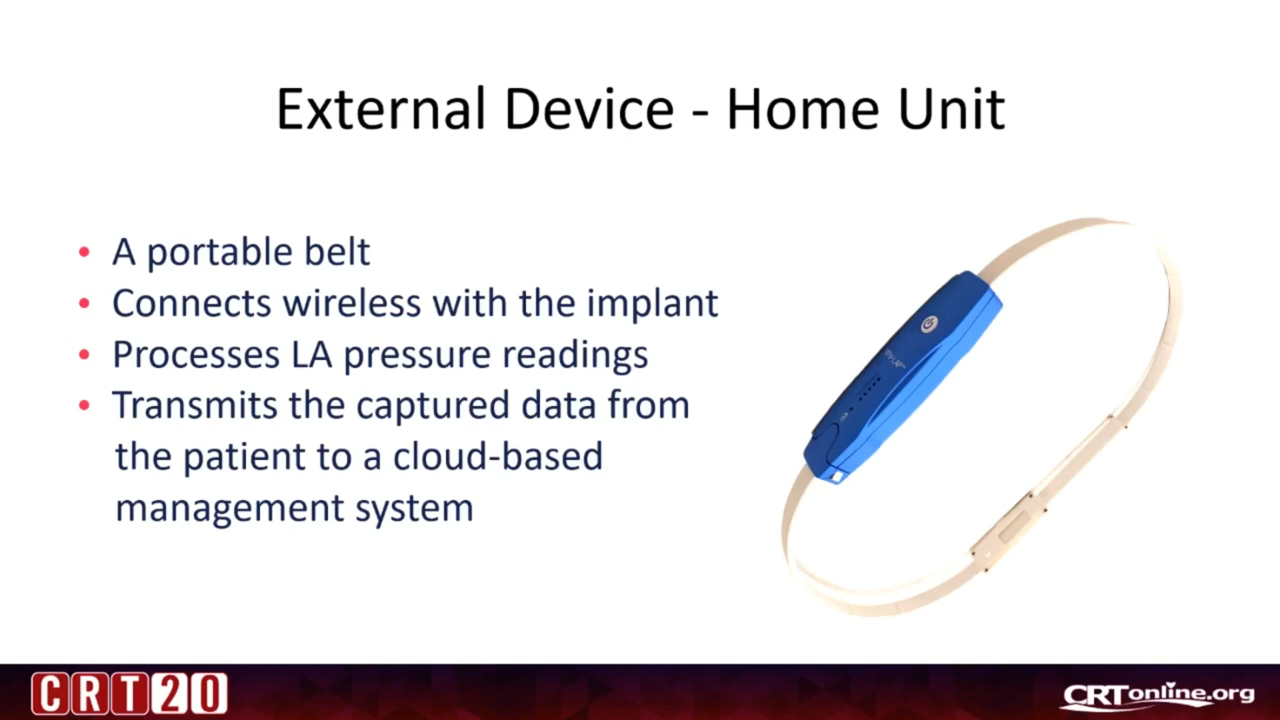 External Device - Home Unit
• A portable belt
• Connects wireless with the implant
• Processes LA pressure readings
• Transmits the captured data from
the patient to a cloud-based
management system
CRT20
CRTonline.org